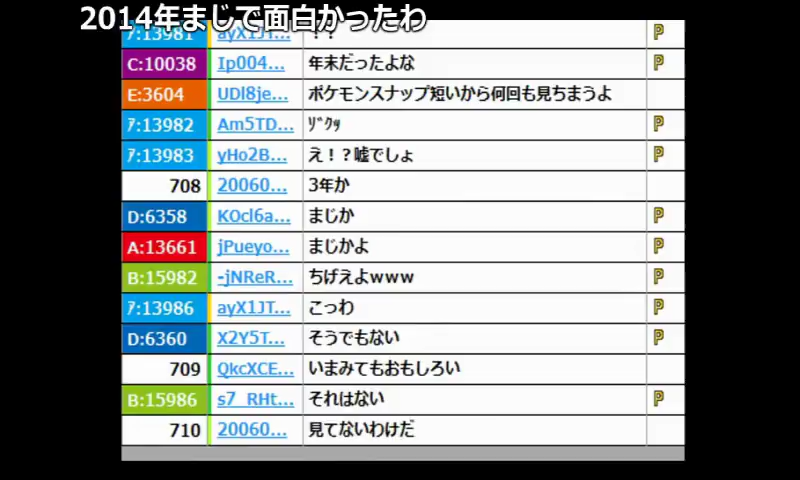 2014年まじで面白かったわ
ｱ:13981 ayX1JT... ！？ P
C:10038 Ip004... 年末だったよな P
E:3604 UDl8je... ポケモンスナップ短いから何回も見ちまうよ
ｱ:13982 Am5TD... ﾘﾞｸｯ P
ｱ:13983 yHo2B... え！？嘘でしょ P
708 20060... 3年か
D:6358 KOcl6a... まじか P
A:13661 jPueyo... まじかよ P
B:15982 -jNReR... ちげえよwww P
ｱ:13986 ayX1JT... こっわ P
D:6360 X2Y5T... そうでもない P
709 QkcXCE... いまみてもおもしろい
B:15986 s7_RHt... それはない P
710 20060... 見てないわけだ